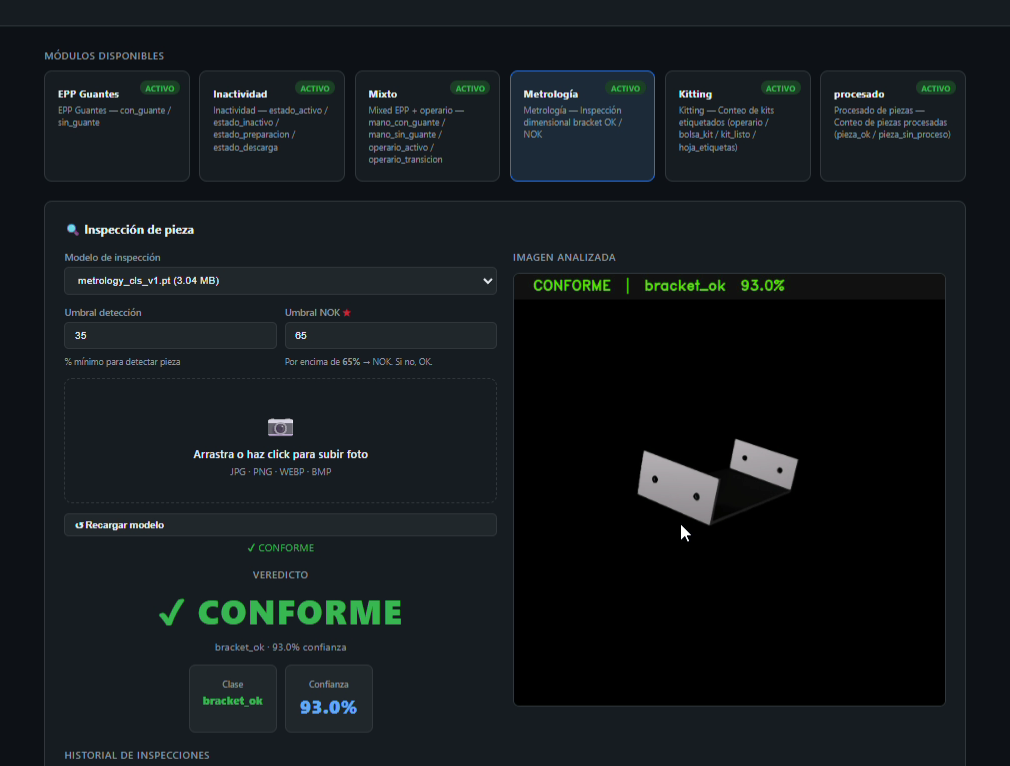 MÓDULOS DISPONIBLES
EPP Guantes ACTIVO
EPP Guantes — con_guante /
sin_guante
Inactividad ACTIVO
Inactividad — estado_activo /
estado_inactivo /
estado_preparacion /
estado_descarga
Mixto ACTIVO
Mixed EPP + operario —
mano_con_guante /
mano_sin_guante /
operario_activo /
operario_transicion
Metrología ACTIVO
Metrología — Inspección
dimensional bracket OK /
NOK
Kitting ACTIVO
Kitting — Conteo de kits
etiquetados (operario /
bolsa_kit / kit_listo /
hoja_etiquetas)
procesado ACTIVO
Procesado de piezas —
Conteo de piezas procesadas
(pieza_ok / pieza_sin_proceso)
Inspección de pieza
Modelo de inspección
metrology_cls_v1.pt (3.04 MB)
Umbral detección
35
% mínimo para detectar pieza
Umbral NOK ★
65
Por encima de 65% → NOK. Si no, OK.
Arrastra o haz click para subir foto
JPG · PNG · WEBP · BMP
↺ Recargar modelo
✓ CONFORME
VEREDICTO
✓ CONFORME
bracket_ok · 93.0% confianza
Clase
bracket_ok
Confianza
93.0%
IMAGEN ANALIZADA
CONFORME | bracket_ok 93.0%
HISTORIAL DE INSPECCIONES